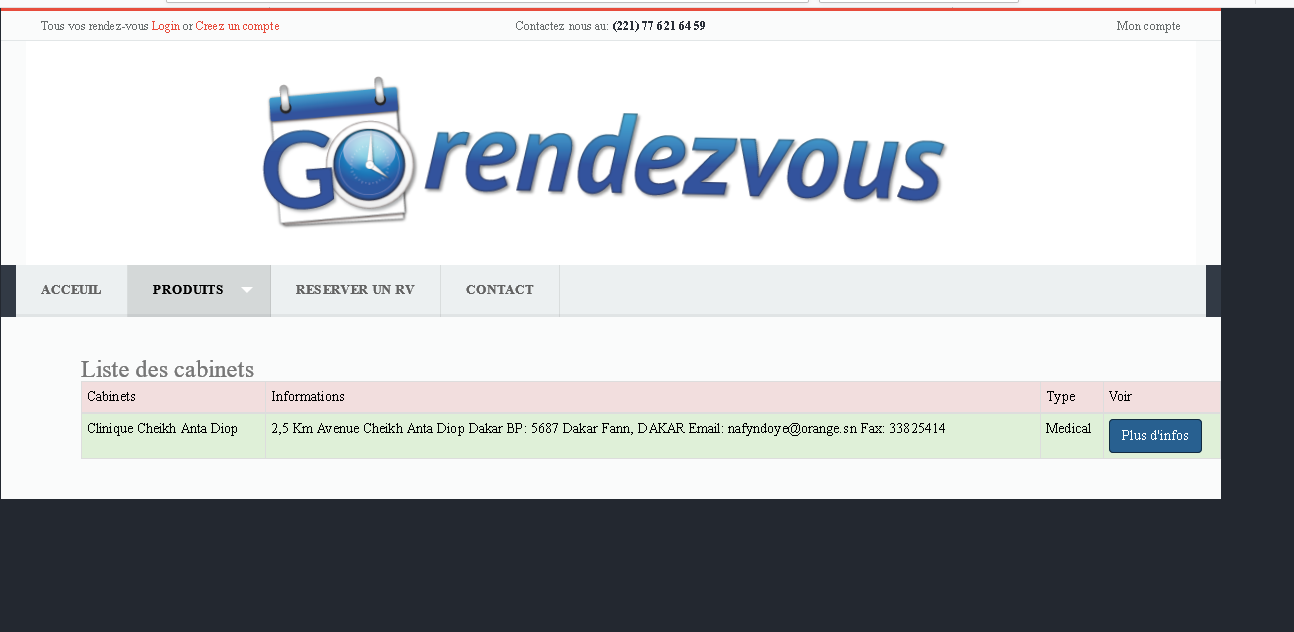 Tous vos rendez-vous Login or Creez un compte
Contactez nous au: (221) 77 621 64 59
Mon compte
GO rendezvous
ACCEUIL
PRODUITS
RESERVER UN RV
CONTACT
Liste des cabinets
Cabinets Informations Type Voir
Clinique Cheikh Anta Diop 2,5 Km Avenue Cheikh Anta Diop Dakar BP: 5687 Dakar Fann, DAKAR Email: nafyndoye@orange.sn Fax: 33825414 Medical Plus d'infos